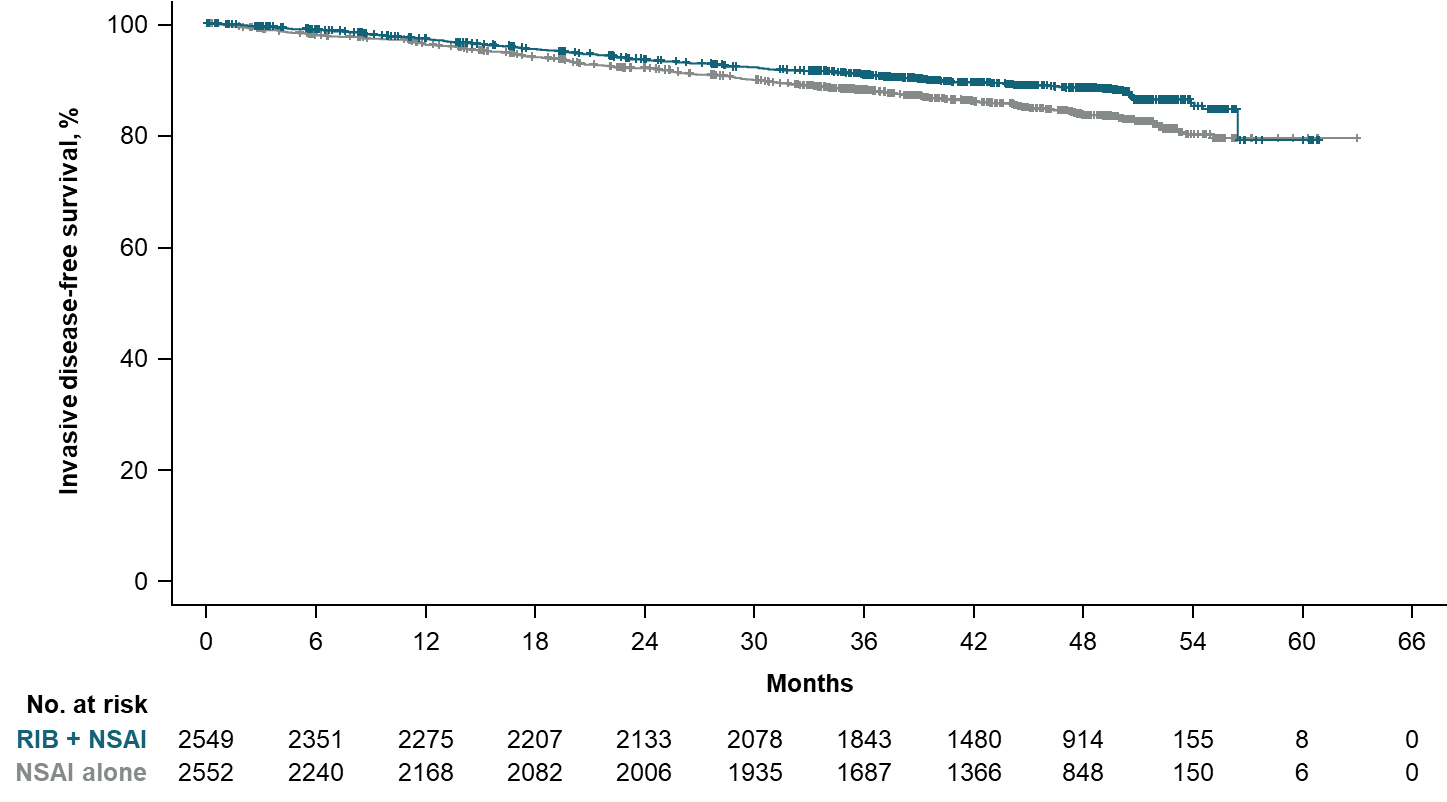 Invasive disease-free survival, %
100
80
60
40
20
0
0 6 12 18 24 30 36 42 48 54 60 66
Months
No. at risk
RIB + NSAI 2549 2351 2275 2207 2133 2078 1843 1480 914 155 8 0
NSAI alone 2552 2240 2168 2082 2006 1935 1687 1366 848 150 6 0